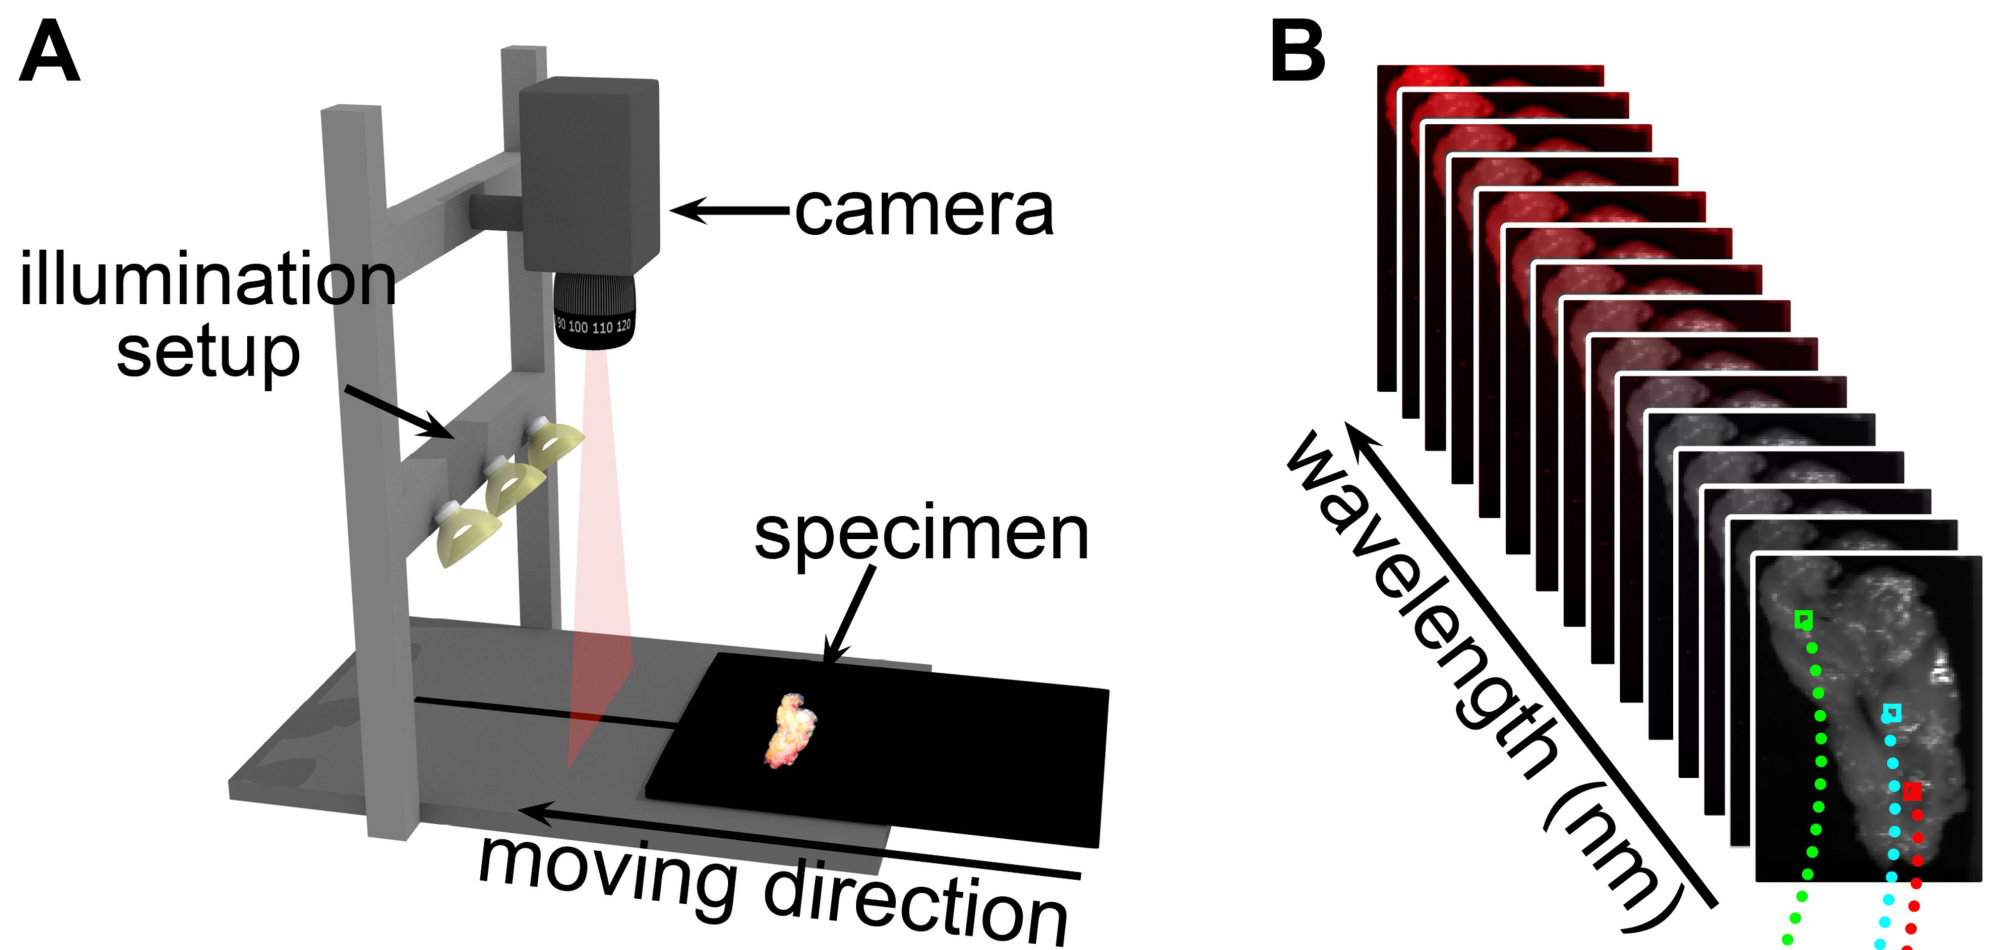 A
B
camera
illumination
setup
90 100 110 120
specimen
wavelength (nm)
moving direction